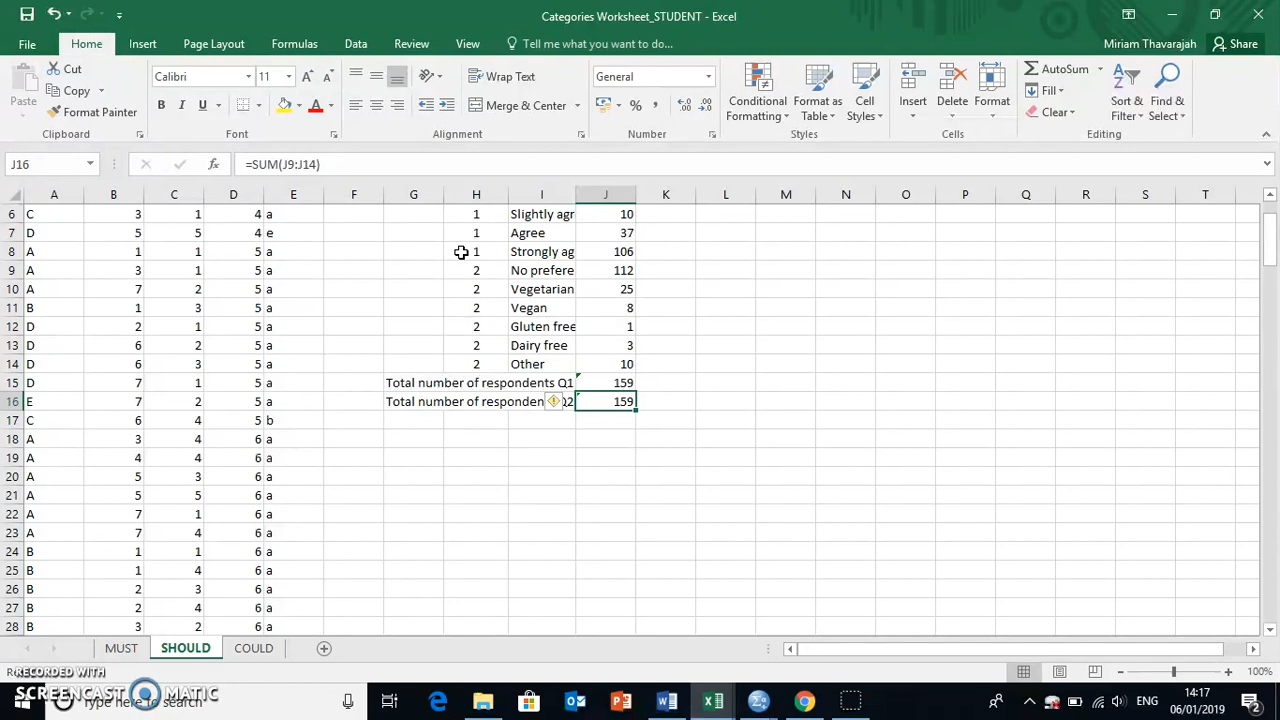 Categories Worksheet_STUDENT - Excel
File Home Insert Page Layout Formulas Data Review View Tell me what you want to do... Miriam Thavarajah Share
Paste Cut Copy Format Painter Clipboard
Calibri 11 B I U A Font
Wrap Text Merge & Center Alignment
General % Number
Conditional Formatting Format as Table Cell Styles Styles
Insert Delete Format Cells
AutoSum Fill Clear Sort & Filter Find & Select Editing
J16 fx =SUM(J9:J14)
A B C D E F G H I J K L M N O P Q R S T
6 C 3 1 4 a 1 Slightly agr 10
7 D 5 5 4 e 1 Agree 37
8 A 1 1 5 a 1 Strongly ag 106
9 A 3 1 5 a 2 No prefere 112
10 A 7 2 5 a 2 Vegetarian 25
11 B 1 3 5 a 2 Vegan 8
12 D 2 1 5 a 2 Gluten free 1
13 D 6 2 5 a 2 Dairy free 3
14 D 6 3 5 a 2 Other 10
15 D 7 1 5 a Total number of respondents Q1 159
16 E 7 2 5 a Total number of responden Q2 159
17 C 6 4 5 b
18 A 3 4 6 a
19 A 4 4 6 a
20 A 5 3 6 a
21 A 5 5 6 a
22 A 7 1 6 a
23 A 7 4 6 a
24 B 1 1 6 a
25 B 1 4 6 a
26 B 2 3 6 a
27 B 2 4 6 a
28 B 3 2 6 a
MUST SHOULD COULD
100%
RECORDED WITH
SCREENCAST MATIC
Type here to search
ENG 14:17 06/01/2019 2